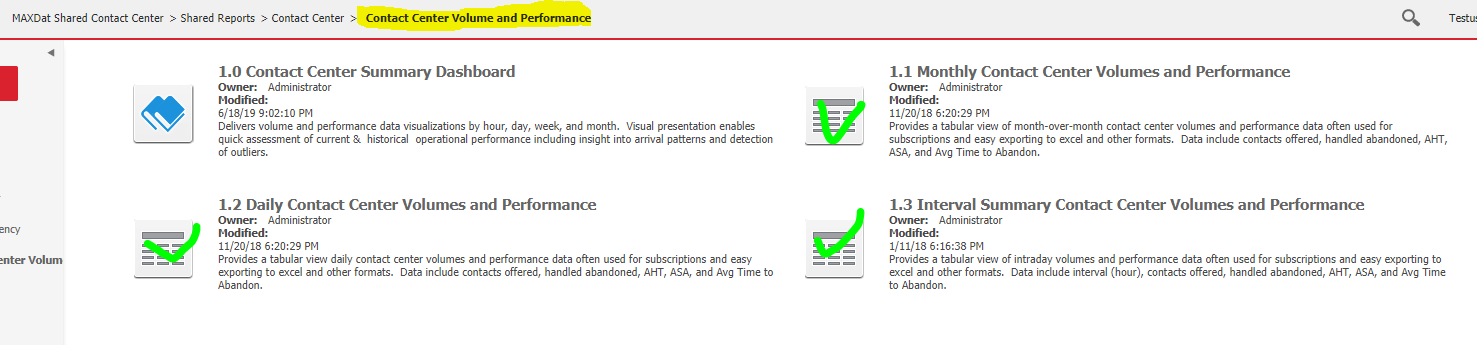 MAXDat Shared Contact Center > Shared Reports > Contact Center > Contact Center Volume and Performance
Testus
1.0 Contact Center Summary Dashboard
Owner: Administrator
Modified:
6/18/19 9:02:10 PM
Delivers volume and performance data visualizations by hour, day, week, and month. Visual presentation enables
quick assessment of current & historical operational performance including insight into arrival patterns and detection
of outliers.
1.1 Monthly Contact Center Volumes and Performance
Owner: Administrator
Modified:
11/20/18 6:20:29 PM
Provides a tabular view of month-over-month contact center volumes and performance data often used for
subscriptions and easy exporting to excel and other formats. Data include contacts offered, handled abandoned, AHT,
ASA, and Avg Time to Abandon.
1.2 Daily Contact Center Volumes and Performance
Owner: Administrator
Modified:
11/20/18 6:20:29 PM
Provides a tabular view daily contact center volumes and performance data often used for subscriptions and easy
exporting to excel and other formats. Data include contacts offered, handled abandoned, AHT, ASA, and Avg Time to
Abandon.
1.3 Interval Summary Contact Center Volumes and Performance
Owner: Administrator
Modified:
1/11/18 6:16:38 PM
Provides a tabular view of intraday volumes and performance data often used for subscriptions and easy exporting to
excel and other formats. Data include interval (hour), contacts offered, handled abandoned, AHT, ASA, and Avg Time
to Abandon.
ency
enter Volum